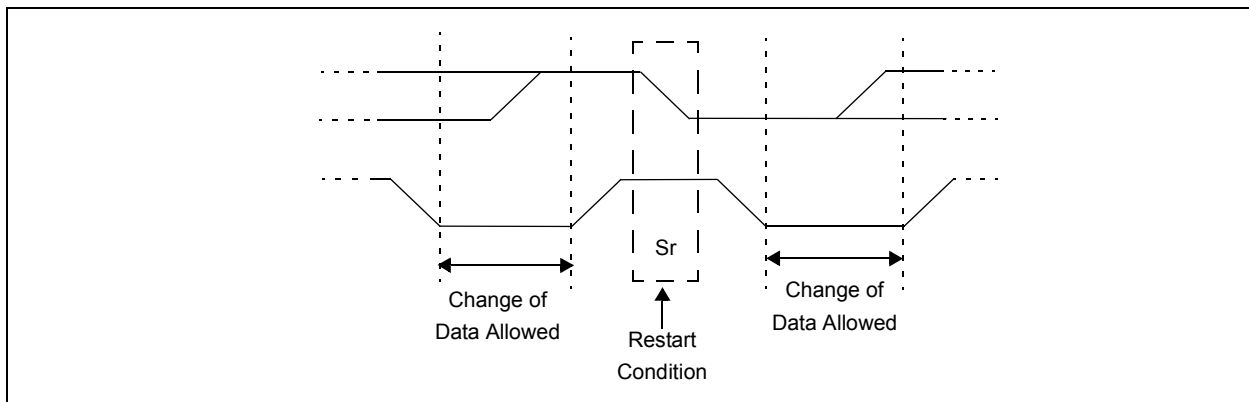 Sr
Change of
Data Allowed
Restart
Condition
Change of
Data Allowed